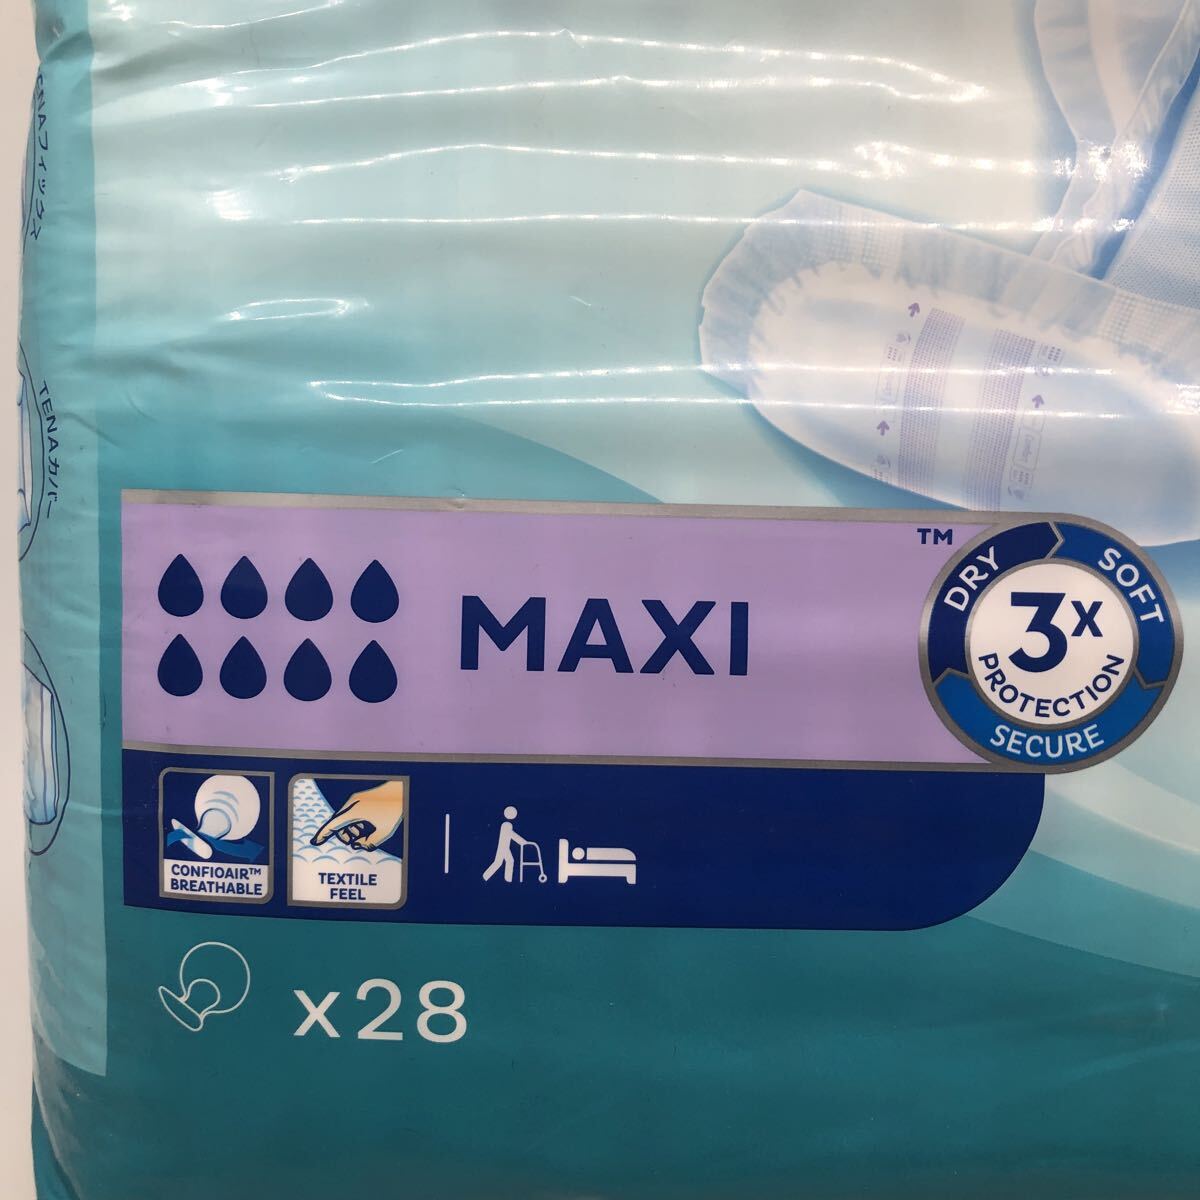 TENAフィックス
TENAカバー
MAXI
™
DRY
SOFT
3X
PROTECTION
SECURE
CONFIOAIR™
BREATHABLE
TEXTILE
FEEL
x28